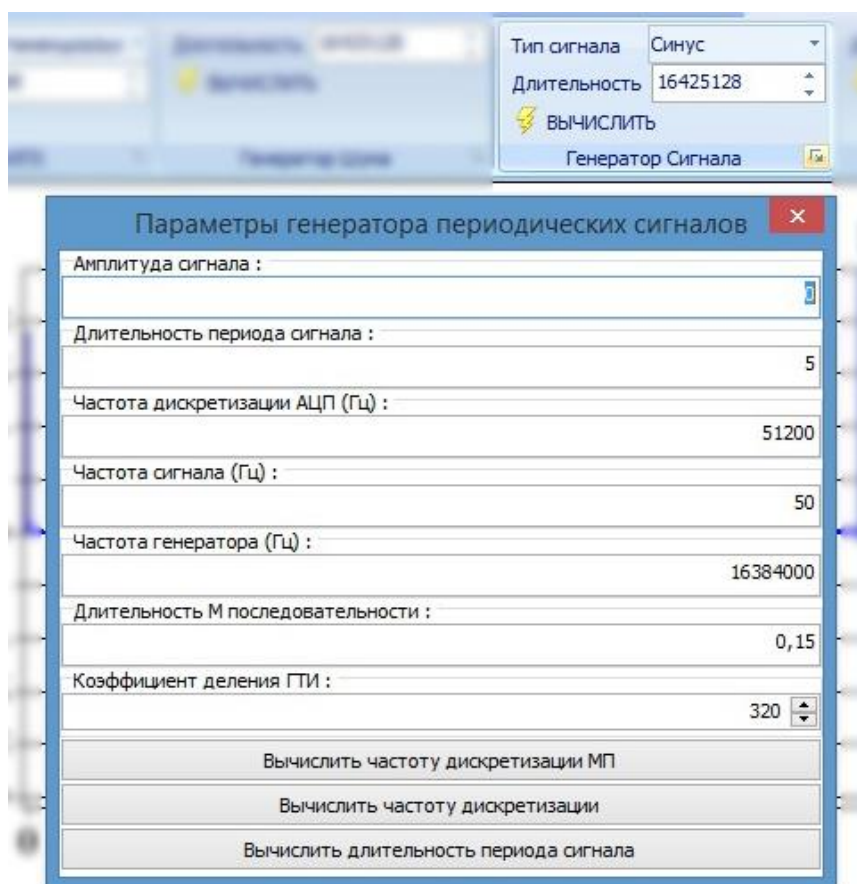 Тип сигнала Синус
Длительность 16425128
ВЫЧИСЛИТЬ
Генератор Сигнала
Параметры генератора периодических сигналов
Амплитуда сигнала :
0
Длительность периода сигнала :
5
Частота дискретизации АЦП (Гц) :
51200
Частота сигнала (Гц) :
50
Частота генератора (Гц) :
16384000
Длительность М последовательности :
0,15
Коэффициент деления ГТИ :
320
Вычислить частоту дискретизации МП
Вычислить частоту дискретизации
Вычислить длительность периода сигнала